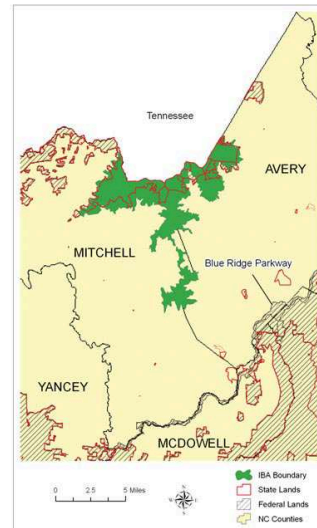 Tennessee
AVERY
MITCHELL
Blue Ridge Parkway
YANCEY
MCDOWELL
0 2.5 5 Miles
IBA Boundary
State Lands
Federal Lands
NC Counties